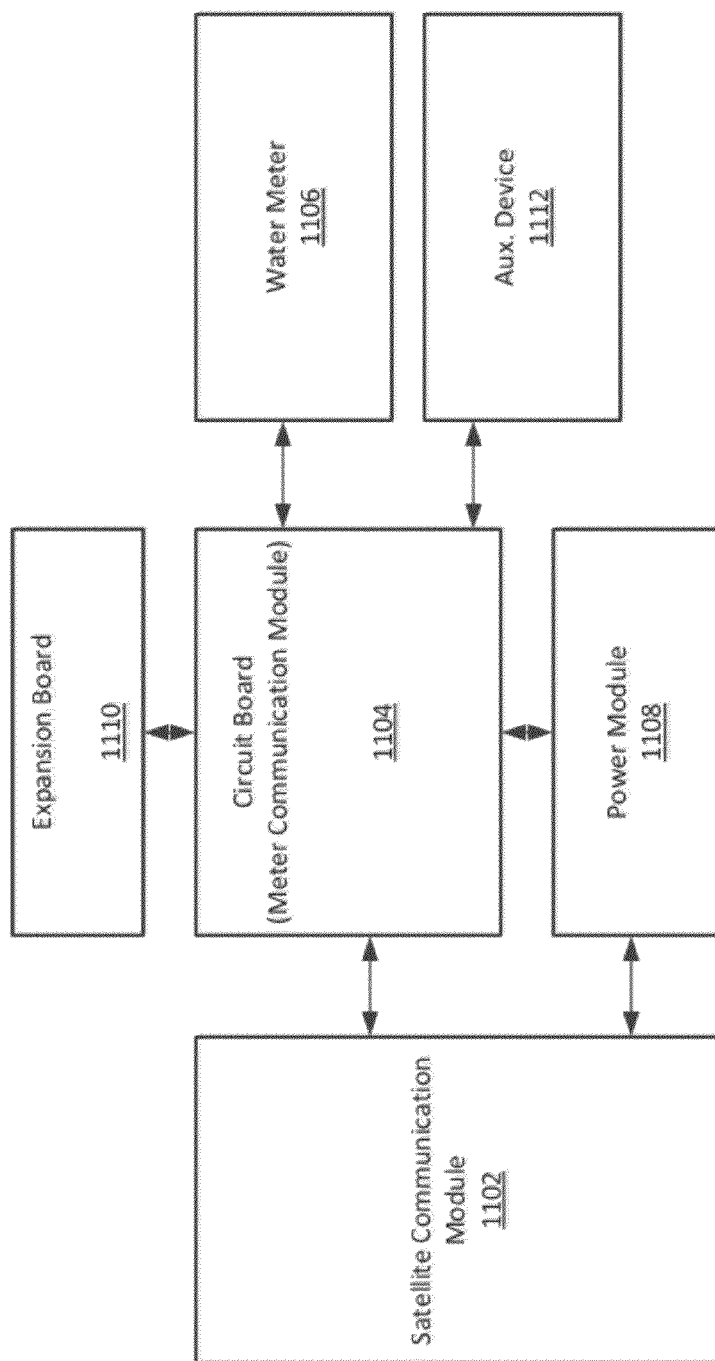 Expansion Board
1110
Satellite Communication
Module
1102
Circuit Board
(Meter Communication Module)
1104
Water Meter
1106
Power Module
1108
Aux. Device
1112